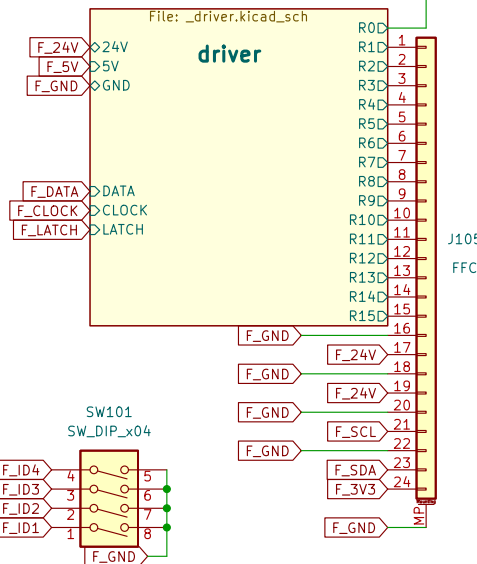 File: _driver.kicad_sch
driver
F_24V 24V
F_5V 5V
F_GND GND
F_DATA DATA
F_CLOCK CLOCK
F_LATCH LATCH
R0
R1 1
R2 2
R3 3
R4 4
R5 5
R6 6
R7 7
R8 8
R9 9
R10 10
R11 11
R12 12
R13 13
R14 14
R15 15
F_GND 16
F_24V 17
F_GND 18
F_24V 19
F_GND 20
F_SCL 21
F_GND 22
F_SDA 23
F_3V3 24
F_GND MP
J105
FFC
SW101
SW_DIP_x04
F_ID4 4 5
F_ID3 3 6
F_ID2 2 7
F_ID1 1 8
F_GND